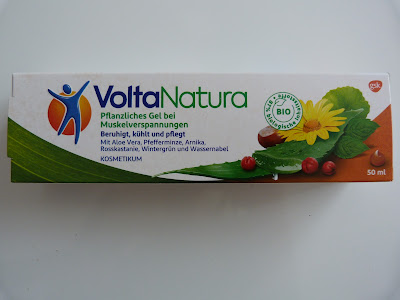 VoltaNatura
Pflanzliches Gel bei
Muskelverspannungen
Beruhigt, kühlt und pflegt
Mit Aloe Vera, Pfefferminze, Arnika,
Rosskastanie, Wintergrün und Wassernabel
KOSMETIKUM
BIO
gsk
50 ml